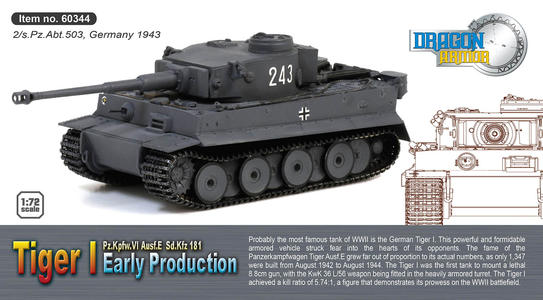 Item no. 60344
2/s.Pz.Abt.503, Germany 1943
DRAGON
ARMOR
243
1:72
scale
Pz.Kpfw.VI Ausf.E Sd.Kfz 181
Tiger I Early Production
Probably the most famous tank of WWII is the German Tiger I. This powerful and formidable
armored vehicle struck fear into the hearts of its opponents. The fame of the
Panzerkampfwagen Tiger Ausf.E grew far out of proportion to its actual numbers, as only 1,347
were built from August 1942 to August 1944. The Tiger I was the first tank to mount a lethal
8.8cm gun, with the KwK 36 L/56 weapon being fitted in the heavily armored turret. The Tiger I
achieved a kill ratio of 5.74:1, a figure that demonstrates its prowess on the WWII battlefield.